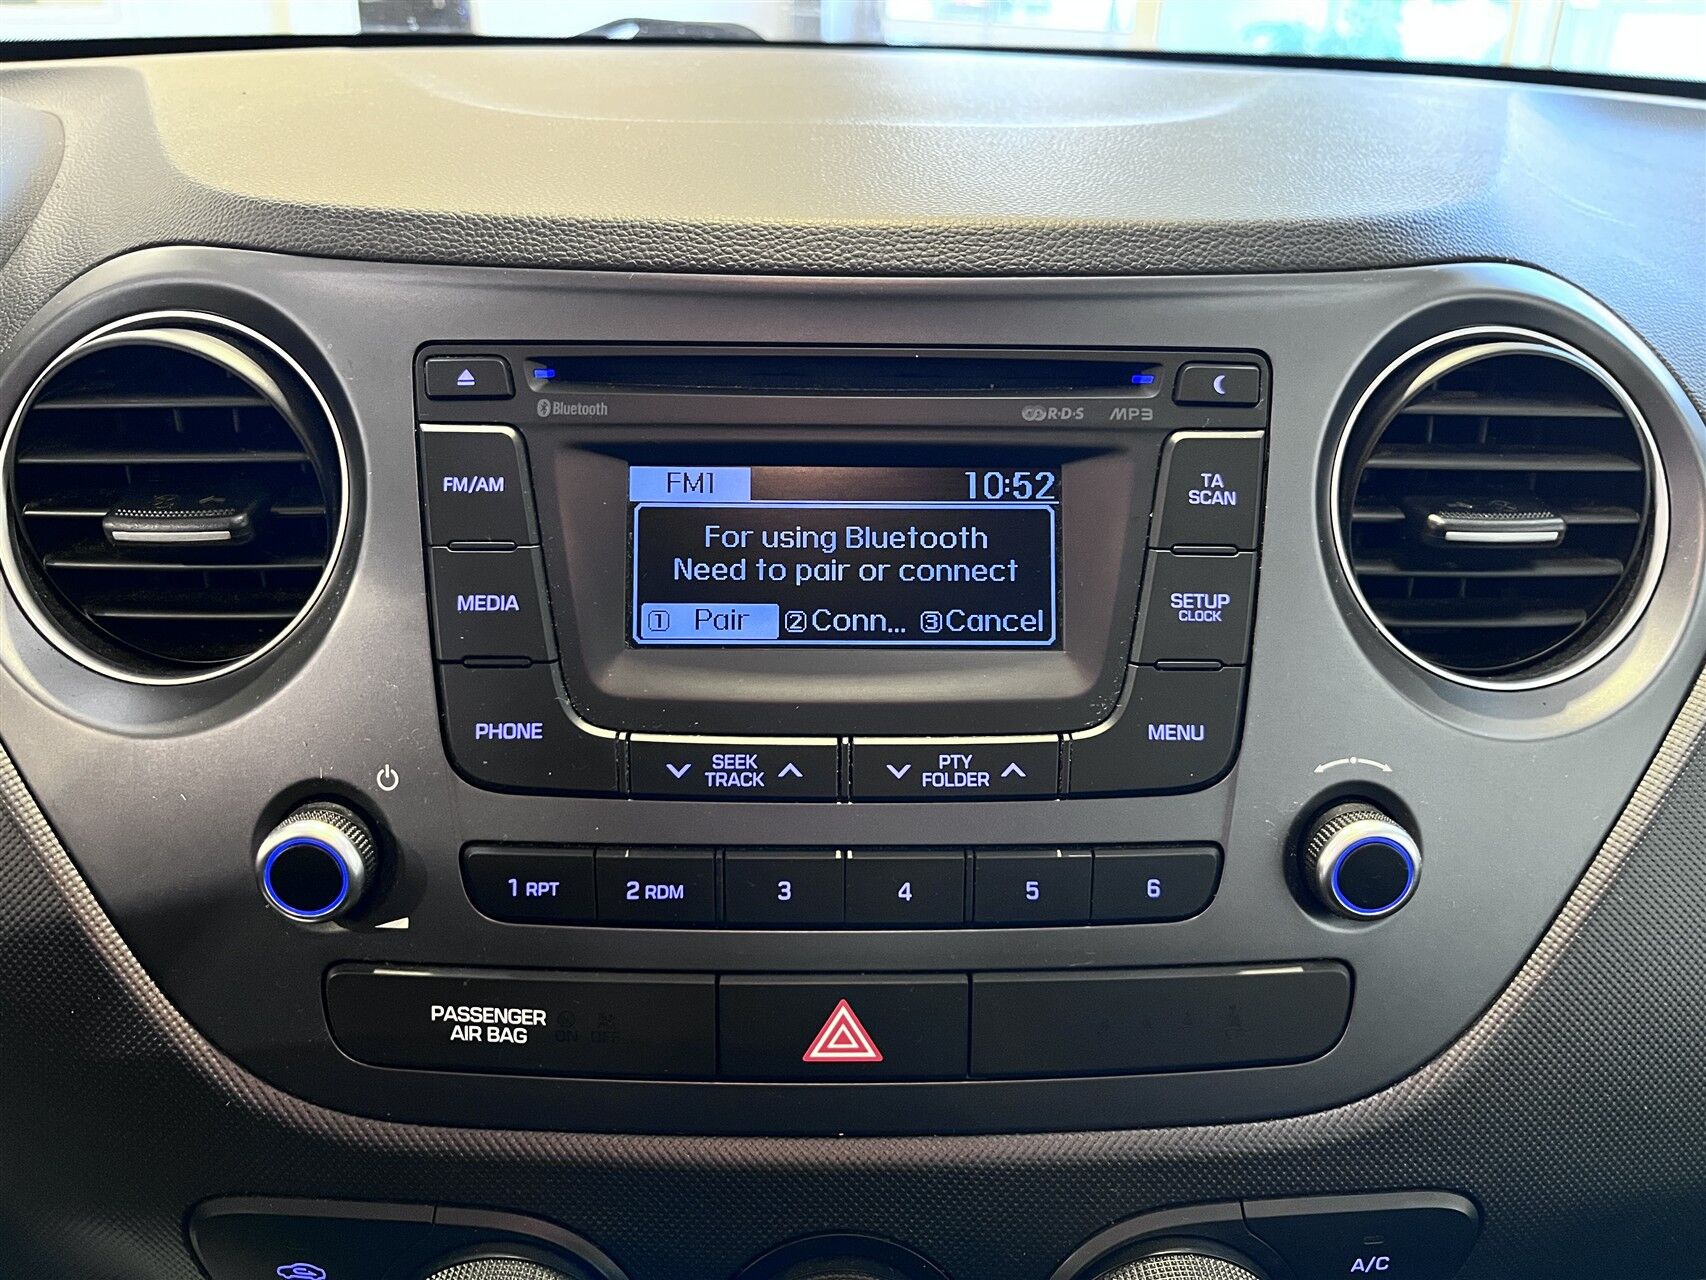 Bluetooth
R·D·S
MP3
FM/AM
FM1
10:52
TA
SCAN
For using Bluetooth
Need to pair or connect
1 Pair 2 Conn... 3 Cancel
MEDIA
SETUP
CLOCK
PHONE
SEEK
TRACK
PTY
FOLDER
MENU
1 RPT
2 RDM
3
4
5
6
PASSENGER
AIR BAG
ON OFF
A/C